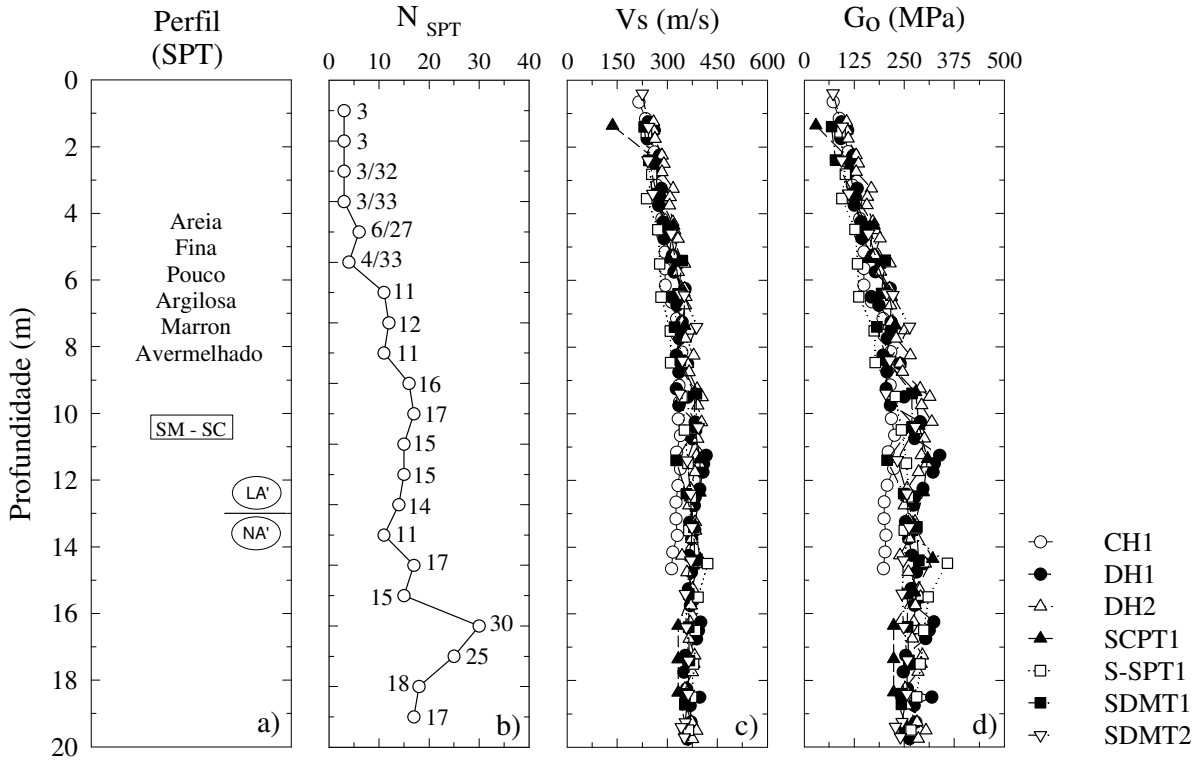 Perfil
(SPT)
N SPT
Vs (m/s)
Go (MPa)
0 10 20 30 40
0 150 300 450 600
0 125 250 375 500
Profundidade (m)
0
2
4
6
8
10
12
14
16
18
20
Areia
Fina
Pouco
Argilosa
Marron
Avermelhado
SM - SC
LA'
NA'
a)
3
3
3/32
3/33
6/27
4/33
11
12
11
16
17
15
15
14
11
17
15
30
25
18
17
b)
c)
d)
CH1
DH1
DH2
SCPT1
S-SPT1
SDMT1
SDMT2